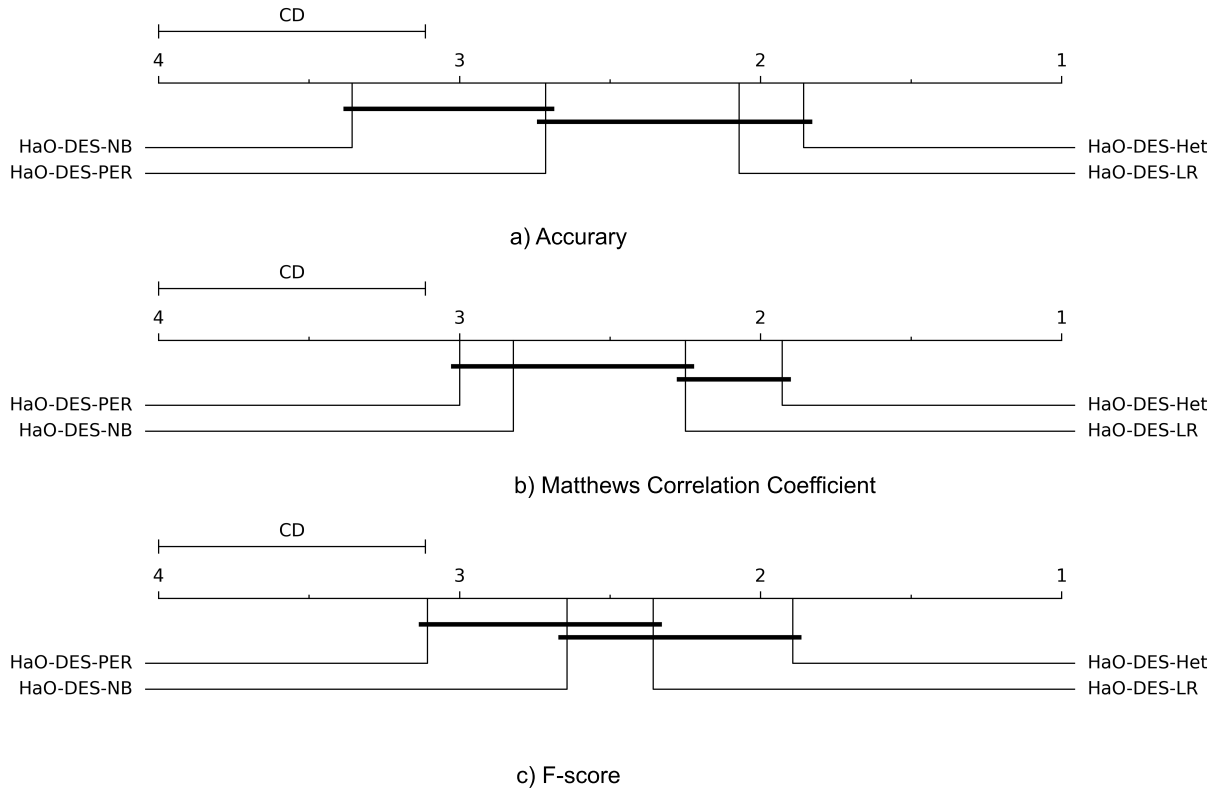 CD
4 3 2 1
HaO-DES-NB HaO-DES-Het
HaO-DES-PER HaO-DES-LR
a) Accurary
CD
4 3 2 1
HaO-DES-PER HaO-DES-Het
HaO-DES-NB HaO-DES-LR
b) Matthews Correlation Coefficient
CD
4 3 2 1
HaO-DES-PER HaO-DES-Het
HaO-DES-NB HaO-DES-LR
c) F-score